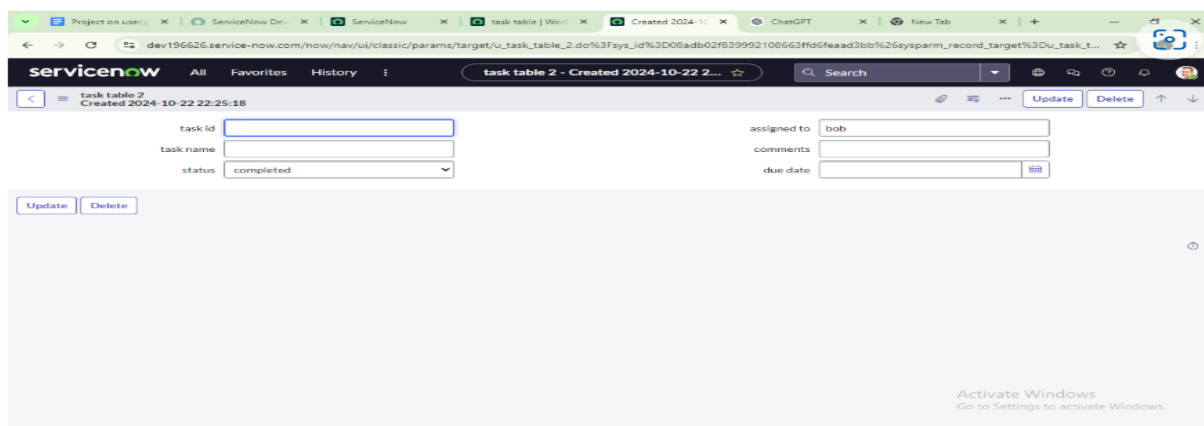 Project on user
ServiceNow Dev
ServiceNow
task table | Work
Created 2024-10
ChatGPT
New Tab
dev196626.service-now.com/now/nav/ui/classic/params/target/u_task_table_2.do%3Fsys_id%3D08adb02f839992108663ffd6feaad3bb%26sysparm_record_target%3Du_task_t...
servicenow All Favorites History task table 2 - Created 2024-10-22 2... Search
task table 2
Created 2024-10-22 22:25:18
Update Delete
task id
assigned to bob
task name
comments
status completed
due date
Update Delete
Activate Windows
Go to Settings to activate Windows.